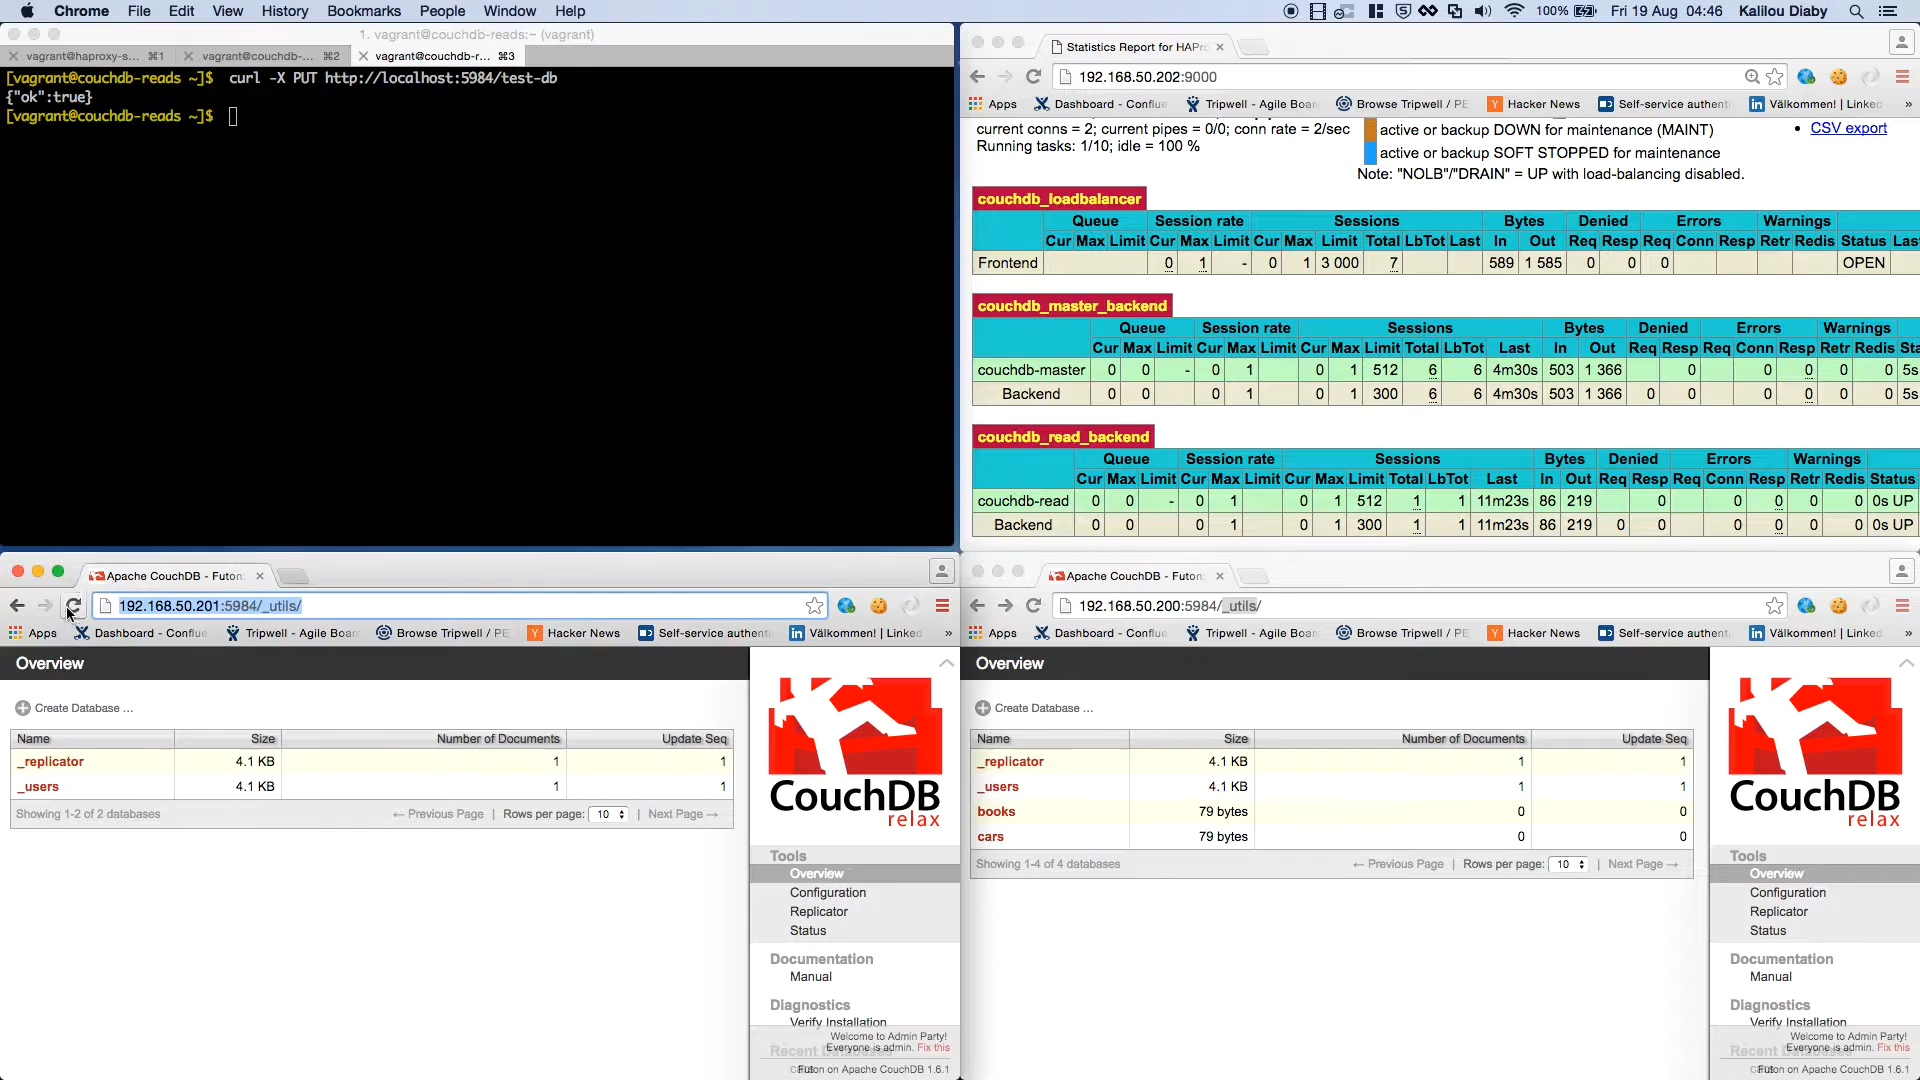 Chrome File Edit View History Bookmarks People Window Help
100% Fri 19 Aug 04:46 Kalilou Diaby
1. vagrant@couchdb-reads:~ (vagrant)
vagrant@haproxy-s... ⌘1 vagrant@couchdb-... ⌘2 vagrant@couchdb-r... ⌘3
[vagrant@couchdb-reads ~]$ curl -X PUT http://localhost:5984/test-db
{"ok":true}
[vagrant@couchdb-reads ~]$
Statistics Report for HAPr
192.168.50.202:9000
Apps Dashboard - Conflue Tripwell - Agile Boar Browse Tripwell / PE Hacker News Self-service authent Välkommen! | Linked »
current conns = 2; current pipes = 0/0; conn rate = 2/sec
Running tasks: 1/10; idle = 100 %
active or backup DOWN for maintenance (MAINT)
active or backup SOFT STOPPED for maintenance
Note: "NOLB"/"DRAIN" = UP with load-balancing disabled.
• CSV export
couchdb_loadbalancer
Queue Session rate Sessions Bytes Denied Errors Warnings
Cur Max Limit Cur Max Limit Cur Max Limit Total LbTot Last In Out Req Resp Req Conn Resp Retr Redis Status Las
Frontend 0 1 - 0 1 3 000 7 589 1 585 0 0 0 OPEN
couchdb_master_backend
Queue Session rate Sessions Bytes Denied Errors Warnings
Cur Max Limit Cur Max Limit Cur Max Limit Total LbTot Last In Out Req Resp Req Conn Resp Retr Redis Sta
couchdb-master 0 0 - 0 1 0 1 512 6 6 4m30s 503 1 366 0 0 0 0 0 5s
Backend 0 0 0 1 0 1 300 6 6 4m30s 503 1 366 0 0 0 0 0 0 5s
couchdb_read_backend
Queue Session rate Sessions Bytes Denied Errors Warnings
Cur Max Limit Cur Max Limit Cur Max Limit Total LbTot Last In Out Req Resp Req Conn Resp Retr Redis Status
couchdb-read 0 0 - 0 1 0 1 512 1 1 11m23s 86 219 0 0 0 0 0 0s UP
Backend 0 0 0 1 0 1 300 1 1 11m23s 86 219 0 0 0 0 0 0 0s UP
Apache CouchDB - Futon:
192.168.50.201:5984/_utils/
Apps Dashboard - Conflue Tripwell - Agile Boar Browse Tripwell / PE Hacker News Self-service authent Välkommen! | Linked »
Overview
Create Database ...
Name Size Number of Documents Update Seq
_replicator 4.1 KB 1 1
_users 4.1 KB 1 1
Showing 1-2 of 2 databases ← Previous Page | Rows per page: 10 | Next Page →
CouchDB
relax
Tools
Overview
Configuration
Replicator
Status
Documentation
Manual
Diagnostics
Verify Installation
Welcome to Admin Party!
Everyone is admin. Fix this
Futon on Apache CouchDB 1.6.1
Apache CouchDB - Futon:
192.168.50.200:5984/_utils/
Apps Dashboard - Conflue Tripwell - Agile Boar Browse Tripwell / PE Hacker News Self-service authent Välkommen! | Linked »
Overview
Create Database ...
Name Size Number of Documents Update Seq
_replicator 4.1 KB 1 1
_users 4.1 KB 1 1
books 79 bytes 0 0
cars 79 bytes 0 0
Showing 1-4 of 4 databases ← Previous Page | Rows per page: 10 | Next Page →
CouchDB
relax
Tools
Overview
Configuration
Replicator
Status
Documentation
Manual
Diagnostics
Verify Installation
Welcome to Admin Party!
Everyone is admin. Fix this
Futon on Apache CouchDB 1.6.1